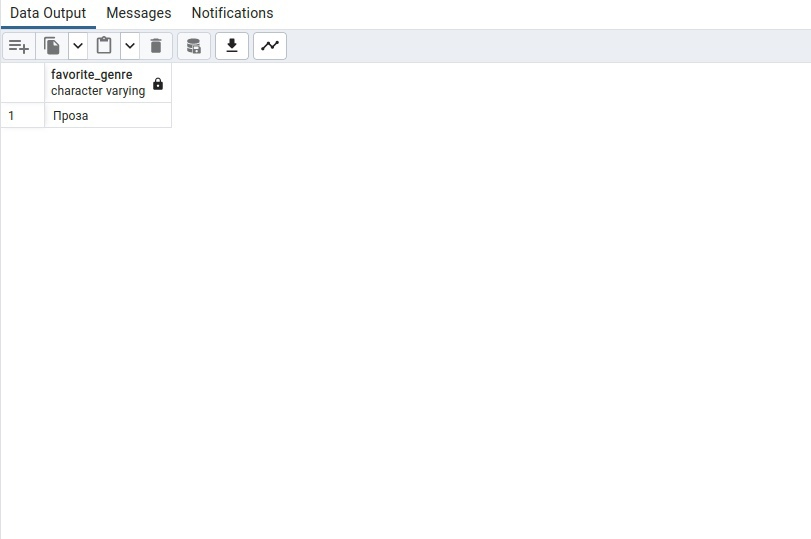 Data Output Messages Notifications
favorite_genre
character varying
1 Проза